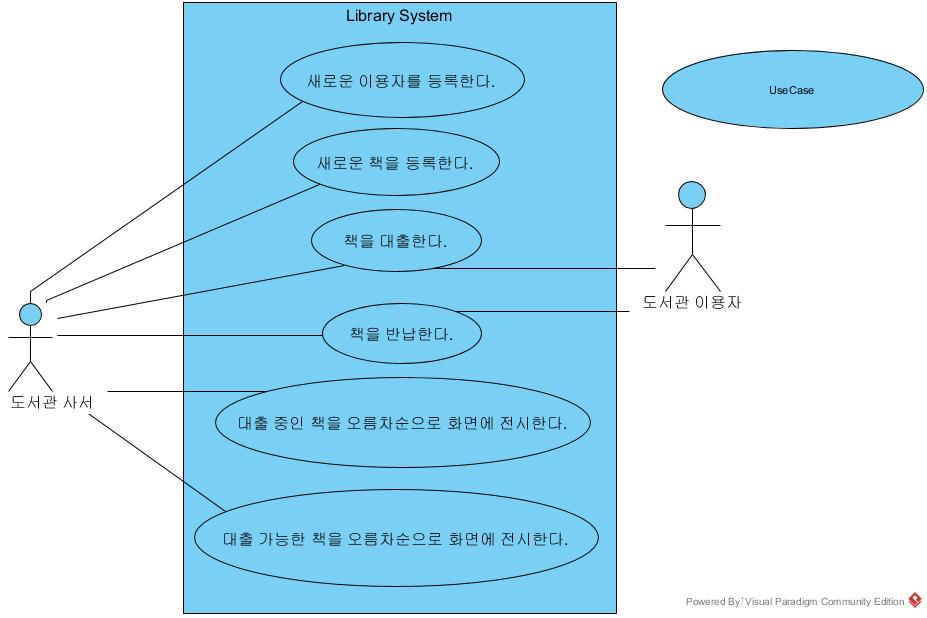 Library System
새로운 이용자를 등록한다.
UseCase
새로운 책을 등록한다.
책을 대출한다.
도서관 이용자
책을 반납한다.
도서관 사서
대출 중인 책을 오름차순으로 화면에 전시한다.
대출 가능한 책을 오름차순으로 화면에 전시한다.
Powered By Visual Paradigm Community Edition